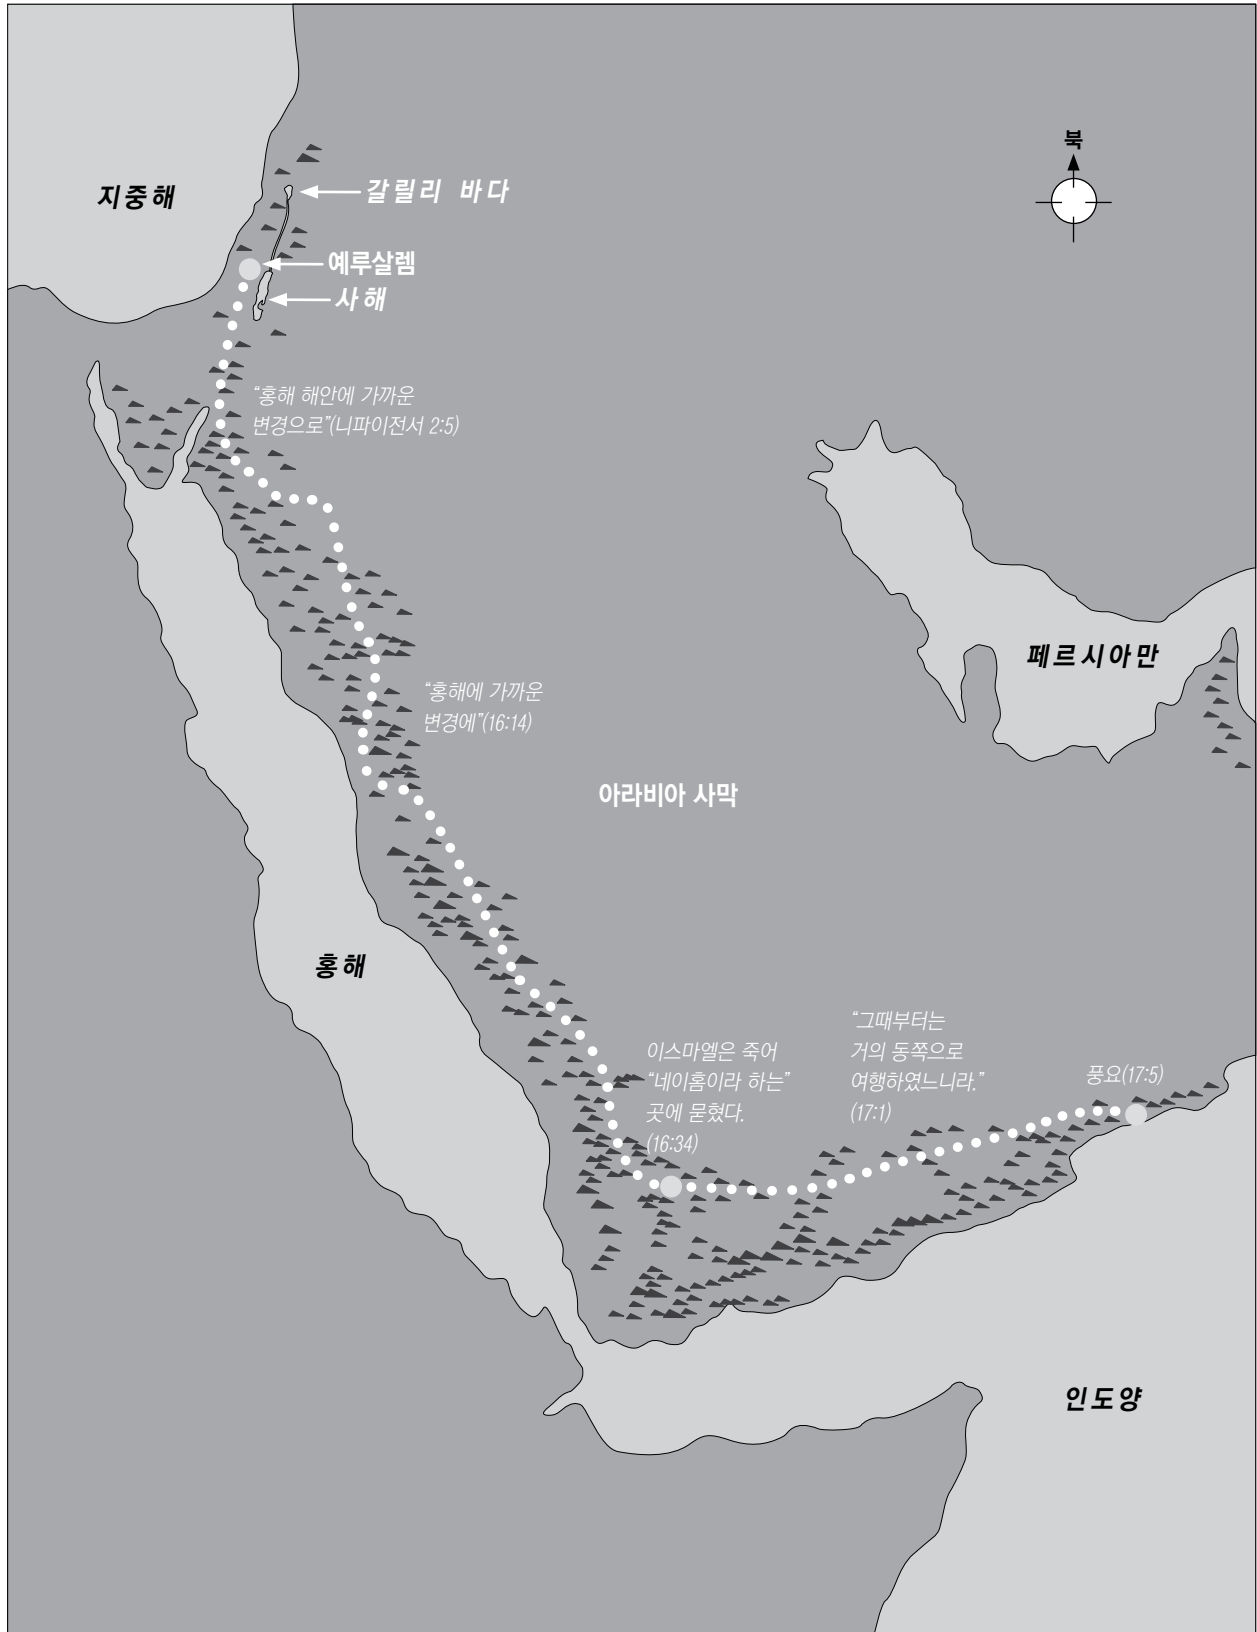 북
지중해
갈릴리 바다
예루살렘
사해
“홍해 해안에 가까운
변경으로”(니파이전서 2:5)
페르시아만
“홍해에 가까운
변경에”(16:14)
아라비아 사막
홍해
이스마엘은 죽어
“네이홈이라 하는”
곳에 묻혔다.
(16:34)
“그때부터는
거의 동쪽으로
여행하였느니라.”
(17:1)
풍요(17:5)
인도양